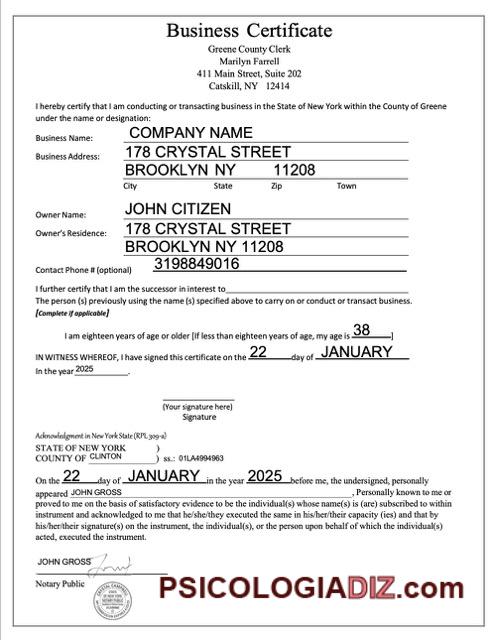 Business Certificate
Greene County Clerk
Marilyn Farrell
411 Main Street, Suite 202
Catskill, NY 12414
I hereby certify that I am conducting or transacting business in the State of New York within the County of Greene
under the name or designation:
Business Name: COMPANY NAME
Business Address: 178 CRYSTAL STREET
BROOKLYN NY 11208
City State Zip Town
Owner Name: JOHN CITIZEN
Owner's Residence: 178 CRYSTAL STREET
BROOKLYN NY 11208
Contact Phone # (optional) 3198849016
I further certify that I am the successor in interest to
The person (s) previously using the name (s) specified above to carry on or conduct or transact business.
[Complete if applicable]
I am eighteen years of age or older [If less than eighteen years of age, my age is 38]
IN WITNESS WHEREOF, I have signed this certificate on the 22 day of JANUARY
In the year 2025.
(Your signature here)
Signature
Acknowledgment in New York State (RPL 309-a)
STATE OF NEW YORK )
COUNTY OF CLINTON ) ss.: 01LA4994963
On the 22 day of JANUARY in the year 2025 before me, the undersigned, personally
appeared JOHN GROSS, Personally known to me or
proved to me on the basis of satisfactory evidence to be the individual(s) whose name(s) is (are) subscribed to within
instrument and acknowledged to me that he/she/they executed the same in his/her/their capacity (ies) and that by
his/her/their signature(s) on the instrument, the individual(s), or the person upon behalf of which the individual(s)
acted, executed the instrument.
JOHN GROSS
Notary Public
PSICOLOGIADIZ.com